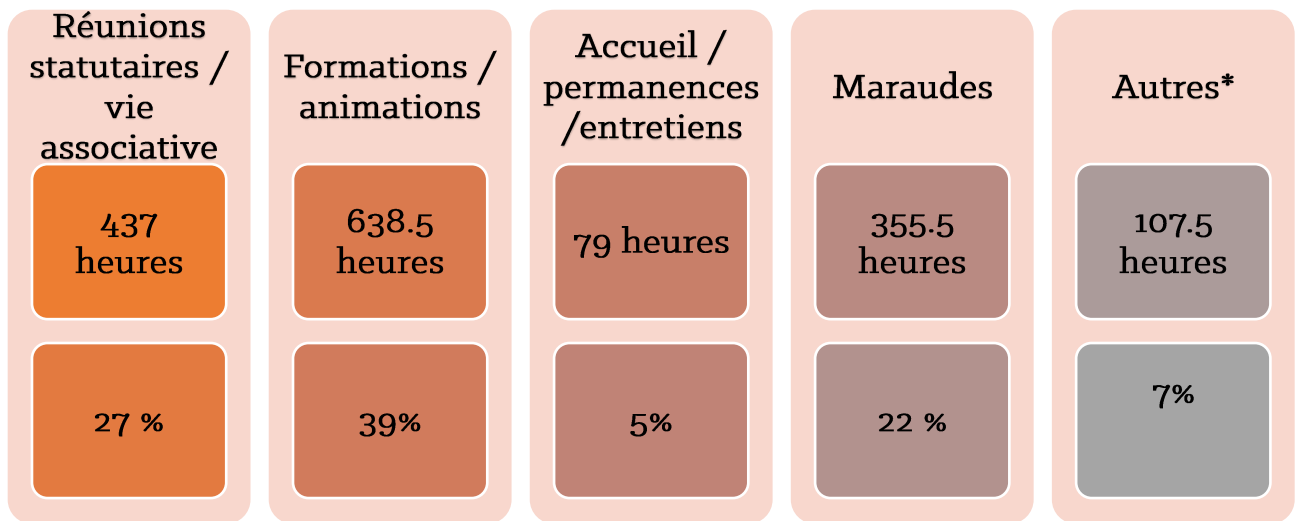 Réunions
statutaires /
vie
associative
437
heures
27 %
Formations /
animations
638.5
heures
39%
Accueil /
permanences
/entretiens
79 heures
5%
Maraudes
355.5
heures
22 %
Autres*
107.5
heures
7%